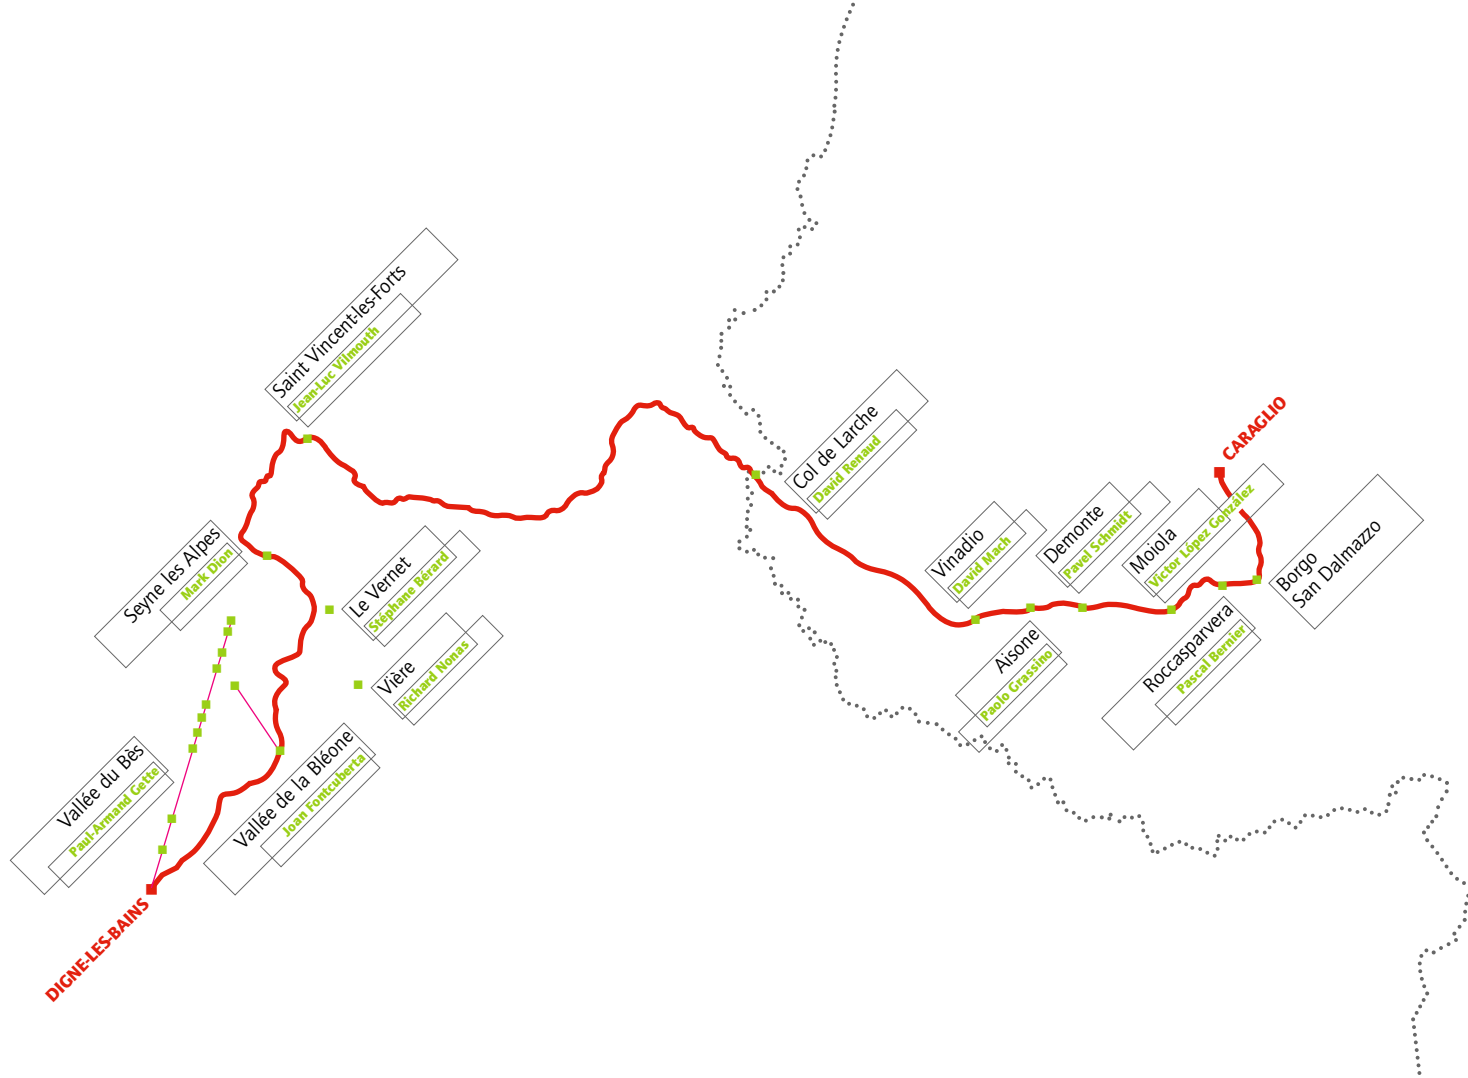 Saint Vincent-les-Forts
Jean-Luc Vilmouth
Col de Larche
David Renaud
CARAGLIO
Seyne les Alpes
Mark Dion
Le Vernet
Stéphane Bérard
Vinadio
David Mach
Demonte
Pavel Schmidt
Moiola
Victor López González
Borgo
San Dalmazzo
Vière
Richard Nonas
Aisone
Paolo Grassino
Roccasparvera
Pascal Bernier
Vallée du Bès
Paul-Armand Gette
Vallée de la Bléone
Joan Fontcuberta
DIGNE-LES-BAINS